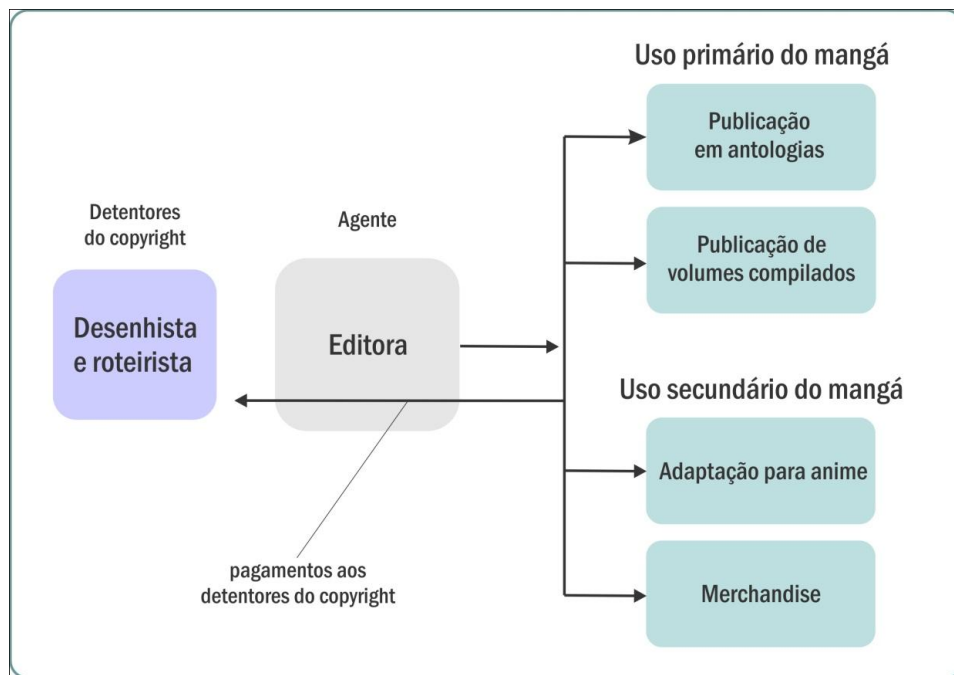 Uso primário do mangá
Publicação
em antologias
Detentores
do copyright
Agente
Publicação de
volumes compilados
Desenhista
e roteirista
Editora
Uso secundário do mangá
Adaptação para anime
pagamentos aos
detentores do copyright
Merchandise